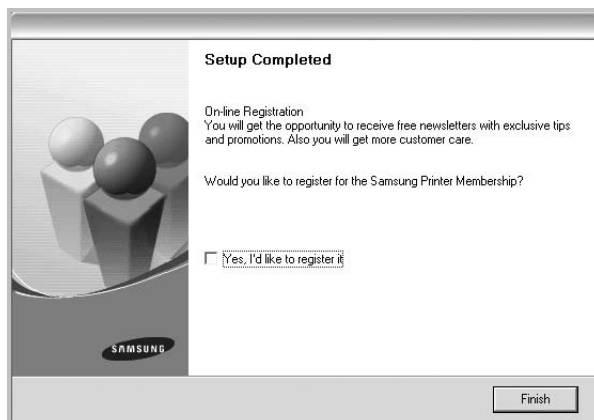 Setup Completed
On-line Registration
You will get the opportunity to receive free newsletters with exclusive tips
and promotions. Also you will get more customer care.
Would you like to register for the Samsung Printer Membership?
Yes, I'd like to register it
SAMSUNG
Finish